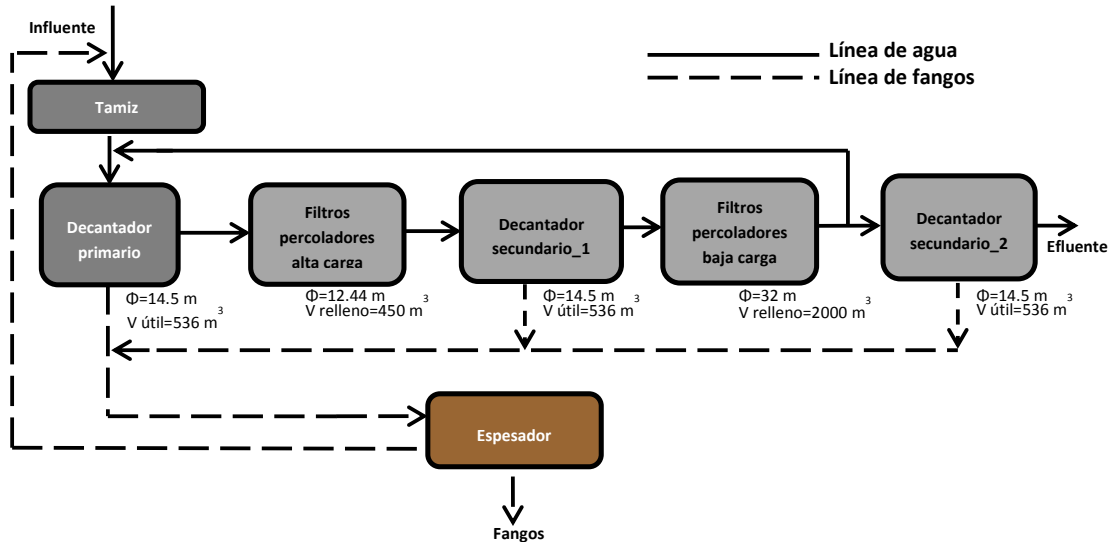 Influente
Línea de agua
Línea de fangos
Tamiz
Decantador
primario
Filtros
percoladores
alta carga
Decantador
secundario_1
Filtros
percoladores
baja carga
Decantador
secundario_2
Efluente
Φ=14.5 m
V útil=536 m³
Φ=12.44 m
V relleno=450 m³
Φ=14.5 m
V útil=536 m³
Φ=32 m
V relleno=2000 m³
Φ=14.5 m
V útil=536 m³
Espesador
Fangos